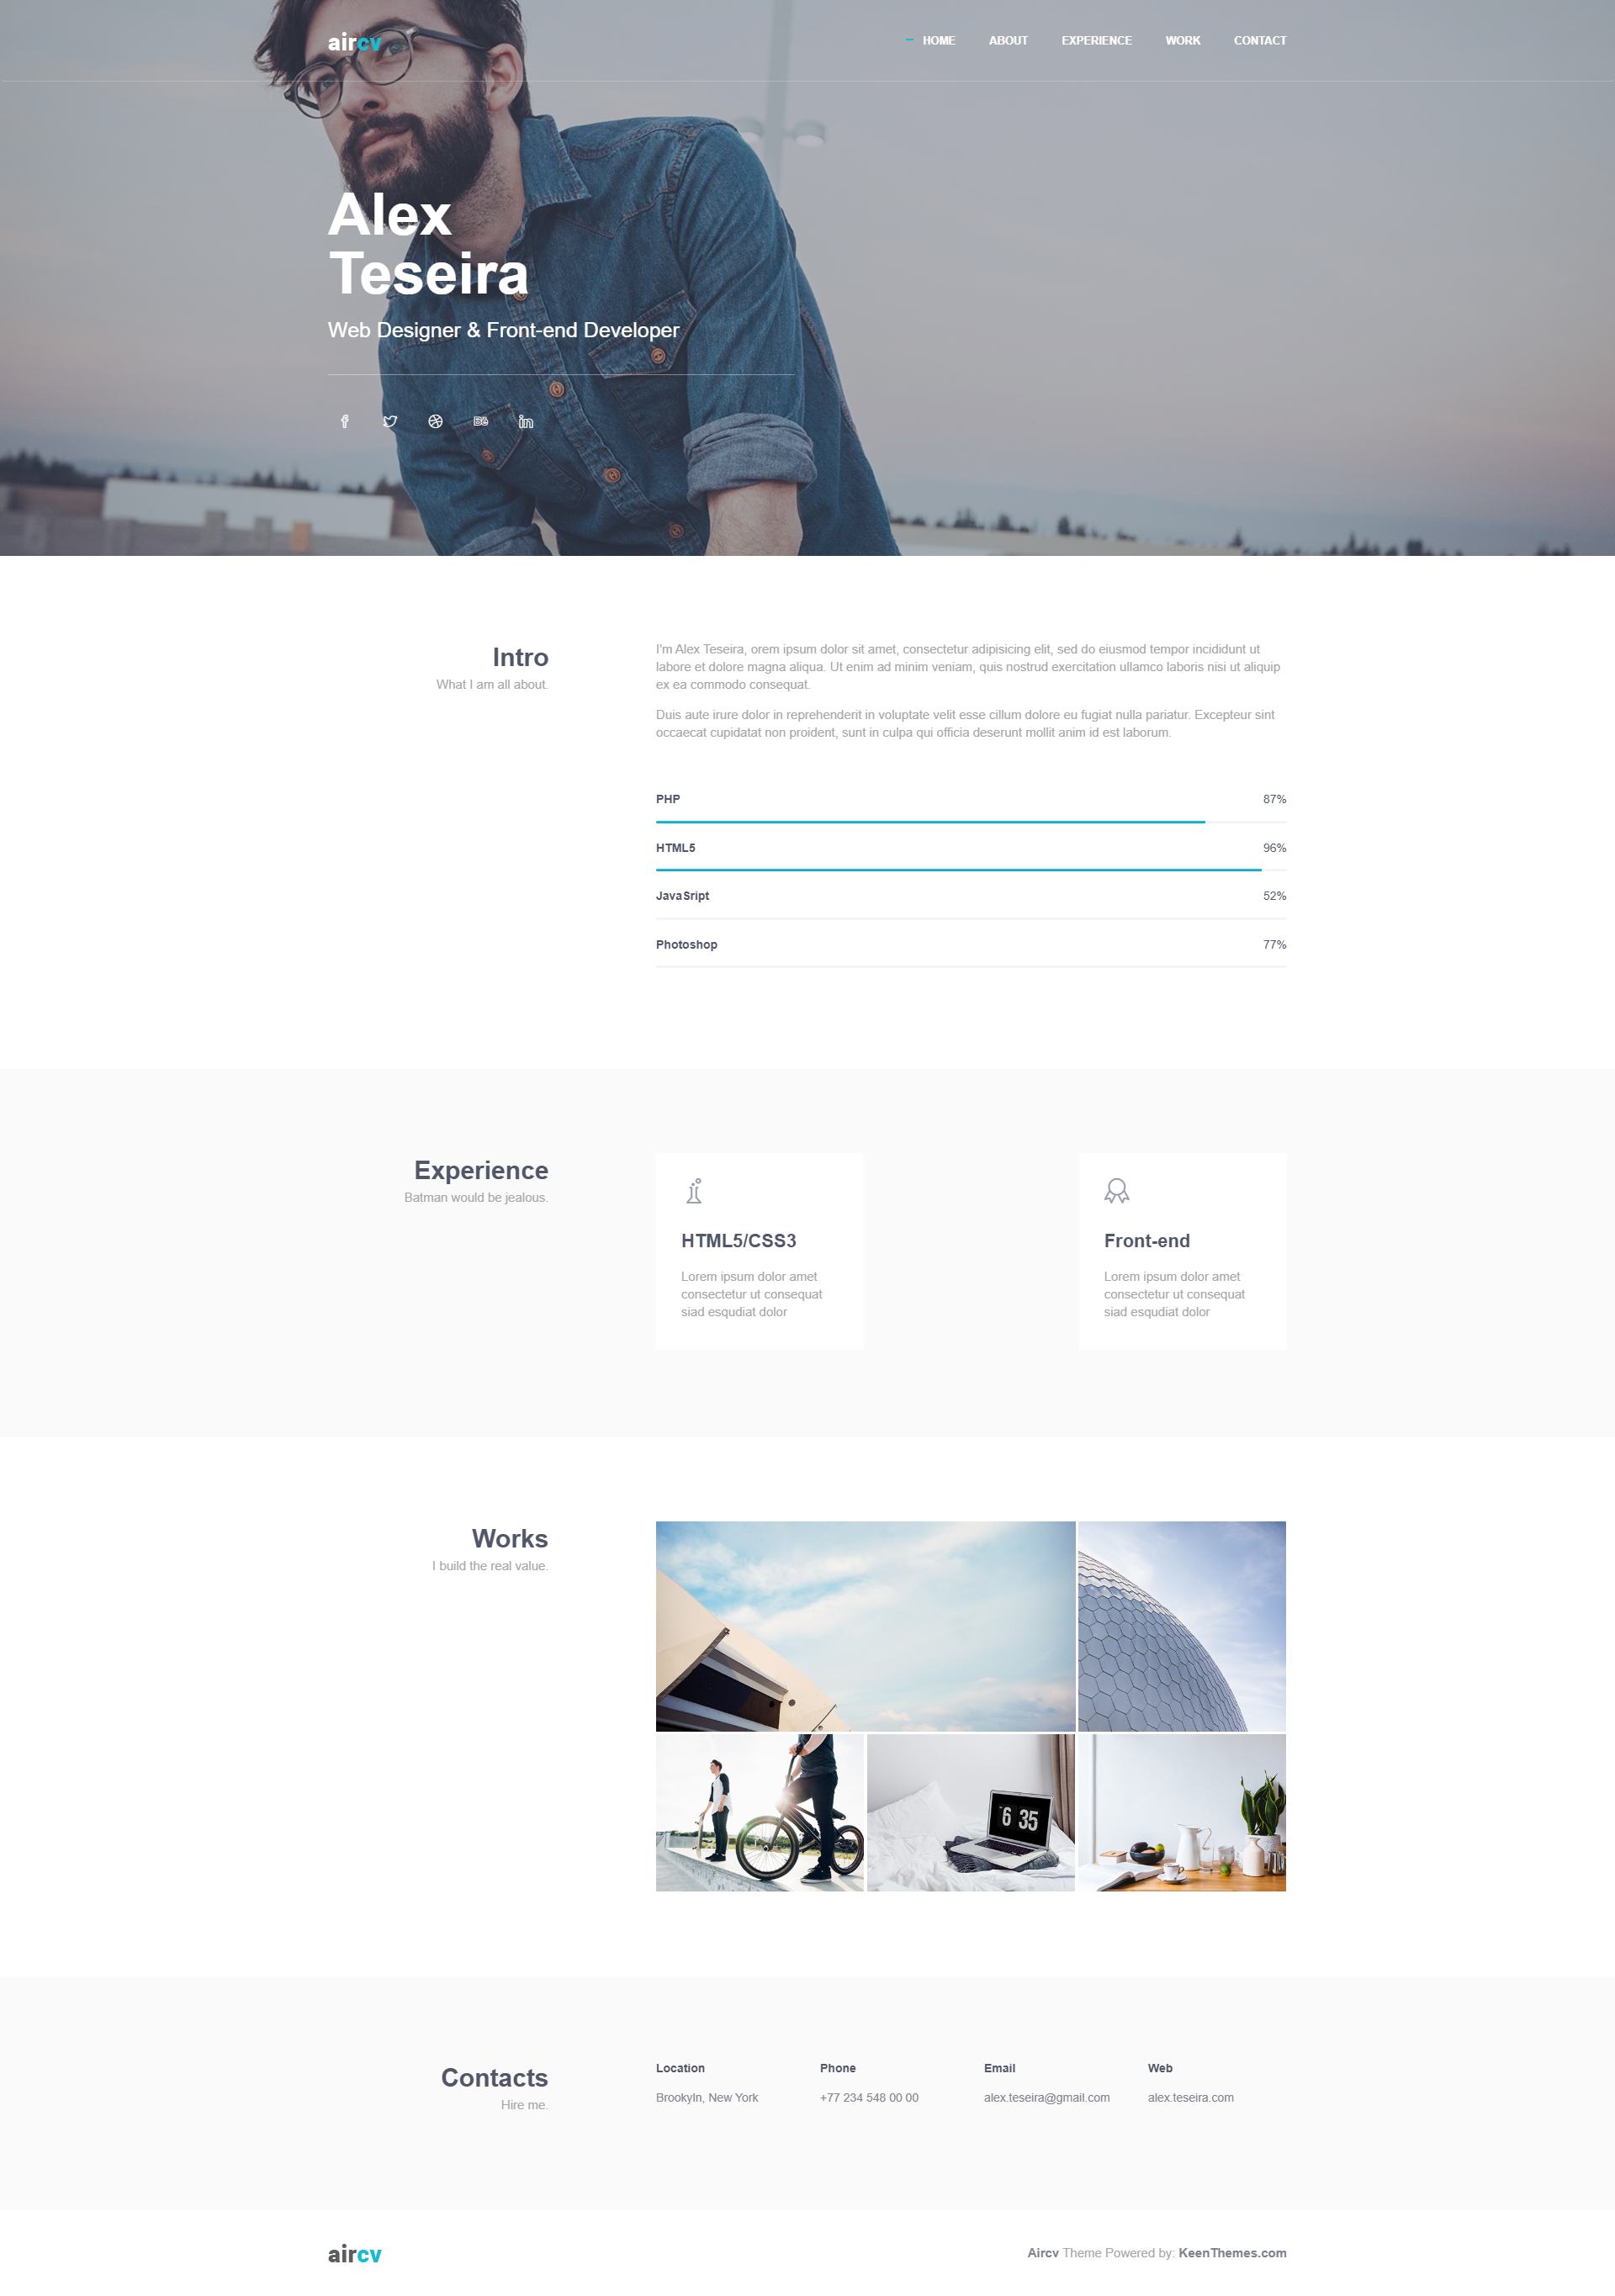 aircv
HOME ABOUT EXPERIENCE WORK CONTACT
Alex
Teseira
Web Designer & Front-end Developer
Bē
in
Intro
What I am all about.
I'm Alex Teseira, orem ipsum dolor sit amet, consectetur adipisicing elit, sed do eiusmod tempor incididunt ut
labore et dolore magna aliqua. Ut enim ad minim veniam, quis nostrud exercitation ullamco laboris nisi ut aliquip
ex ea commodo consequat.
Duis aute irure dolor in reprehenderit in voluptate velit esse cillum dolore eu fugiat nulla pariatur. Excepteur sint
occaecat cupidatat non proident, sunt in culpa qui officia deserunt mollit anim id est laborum.
PHP 87%
HTML5 96%
JavaSript 52%
Photoshop 77%
Experience
Batman would be jealous.
HTML5/CSS3
Lorem ipsum dolor amet
consectetur ut consequat
siad esqudiat dolor
Front-end
Lorem ipsum dolor amet
consectetur ut consequat
siad esqudiat dolor
Works
I build the real value.
6 35
Contacts
Hire me.
Location
Brookyln, New York
Phone
+77 234 548 00 00
Email
alex.teseira@gmail.com
Web
alex.teseira.com
aircv
Aircv Theme Powered by: KeenThemes.com